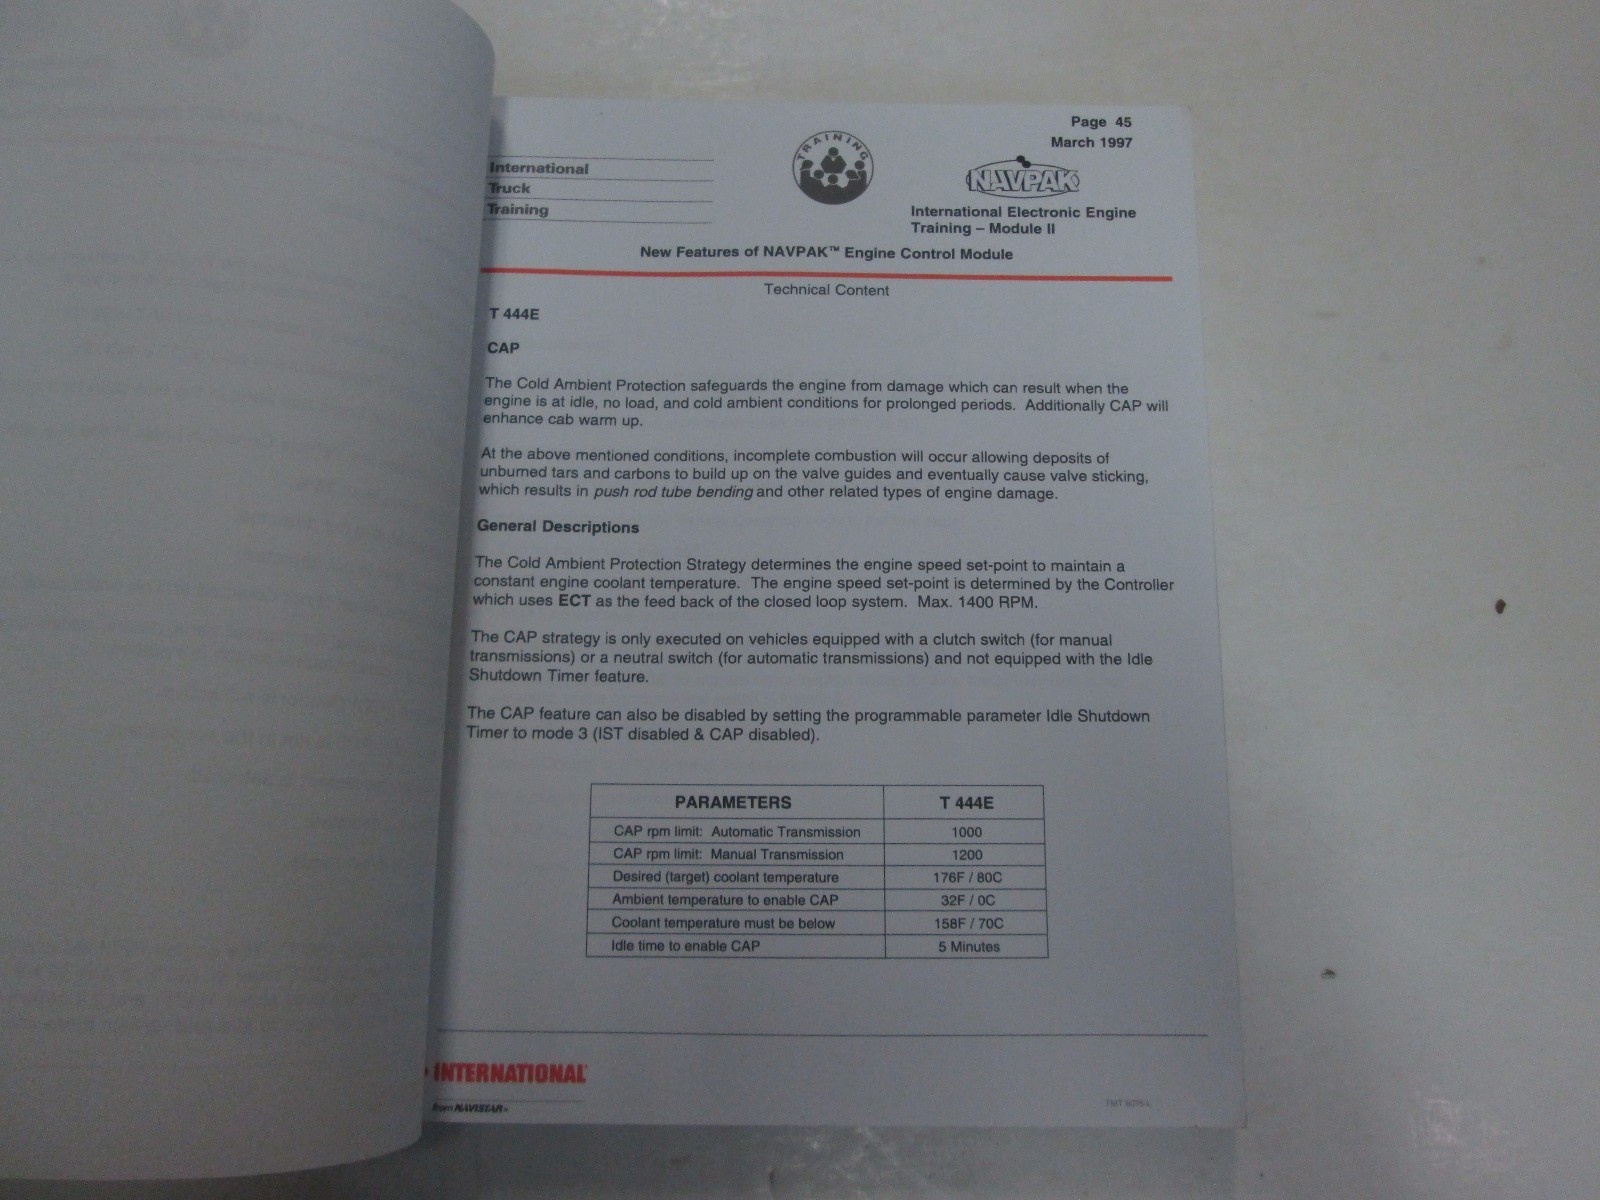 Page 45
March 1997
International
Truck
Training
TRAINING
NAVPAK
International Electronic Engine
Training – Module II
New Features of NAVPAK™ Engine Control Module
Technical Content
T 444E
CAP
The Cold Ambient Protection safeguards the engine from damage which can result when the
engine is at idle, no load, and cold ambient conditions for prolonged periods. Additionally CAP will
enhance cab warm up.
At the above mentioned conditions, incomplete combustion will occur allowing deposits of
unburned tars and carbons to build up on the valve guides and eventually cause valve sticking,
which results in push rod tube bending and other related types of engine damage.
General Descriptions
The Cold Ambient Protection Strategy determines the engine speed set-point to maintain a
constant engine coolant temperature. The engine speed set-point is determined by the Controller
which uses ECT as the feed back of the closed loop system. Max. 1400 RPM.
The CAP strategy is only executed on vehicles equipped with a clutch switch (for manual
transmissions) or a neutral switch (for automatic transmissions) and not equipped with the Idle
Shutdown Timer feature.
The CAP feature can also be disabled by setting the programmable parameter Idle Shutdown
Timer to mode 3 (IST disabled & CAP disabled).
PARAMETERS T 444E
CAP rpm limit: Automatic Transmission 1000
CAP rpm limit: Manual Transmission 1200
Desired (target) coolant temperature 176F / 80C
Ambient temperature to enable CAP 32F / 0C
Coolant temperature must be below 158F / 70C
Idle time to enable CAP 5 Minutes
INTERNATIONAL
from NAVISTAR